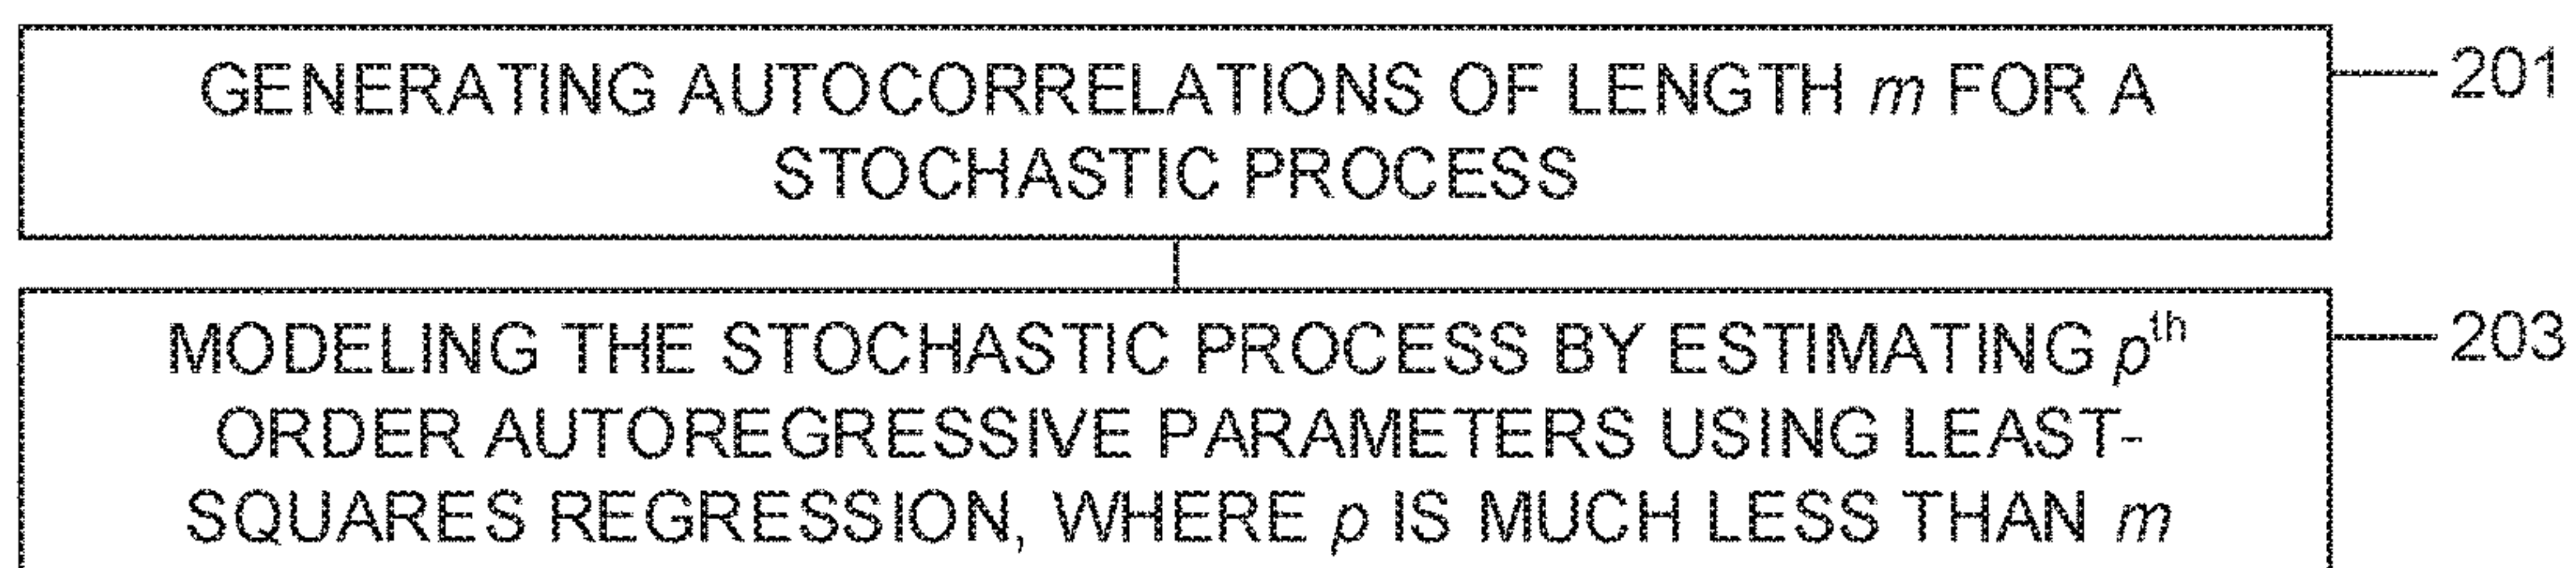 GENERATING AUTOCORRELATIONS OF LENGTH m FOR A
STOCHASTIC PROCESS
201
MODELING THE STOCHASTIC PROCESS BY ESTIMATING pth
ORDER AUTOREGRESSIVE PARAMETERS USING LEAST-
SQUARES REGRESSION, WHERE p IS MUCH LESS THAN m
203